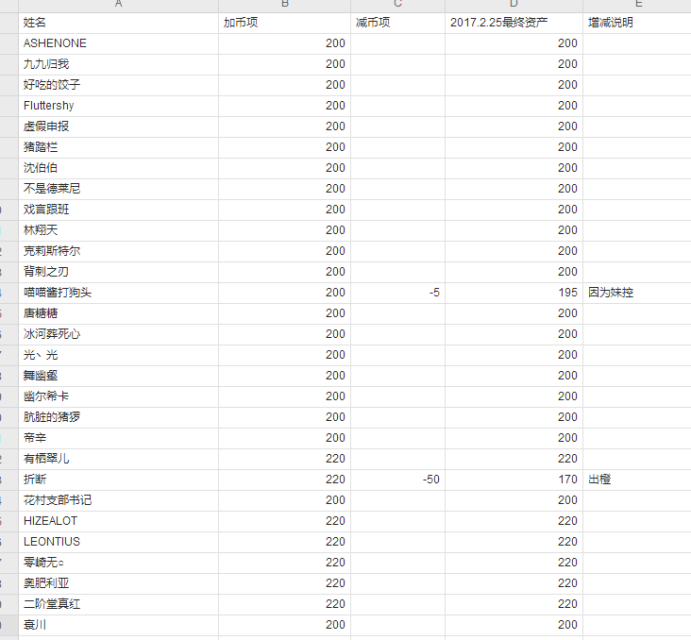 A B C D E
姓名 加币项 减币项 2017.2.25最终资产 增减说明
ASHENONE 200 200
九九归我 200 200
好吃的饺子 200 200
Fluttershy 200 200
虚假申报 200 200
猪踏栏 200 200
沈伯伯 200 200
不是德莱尼 200 200
戏言跟班 200 200
林翔天 200 200
克莉斯特尔 200 200
背刺之刃 200 200
喵喵酱打狗头 200 -5 195 因为妹控
唐糖糖 200 200
冰河葬死心 200 200
光丶光 200 200
舞幽壑 200 200
幽尔希卡 200 200
肮脏的猪猡 200 200
帝辛 200 200
有栖翠儿 220 220
折断 220 -50 170 出橙
花村支部书记 200 200
HIZEALOT 220 220
LEONTIUS 220 220
零崎无 220 220
奥肥利亚 220 220
二阶堂真红 220 220
200 200